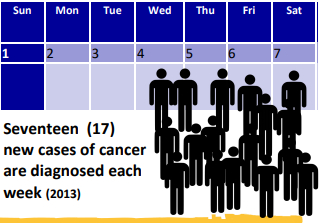 Sun Mon Tue Wed Thu Fri Sat
1 2 3 4 5 6 7
Seventeen (17)
new cases of cancer
are diagnosed each
week (2013)